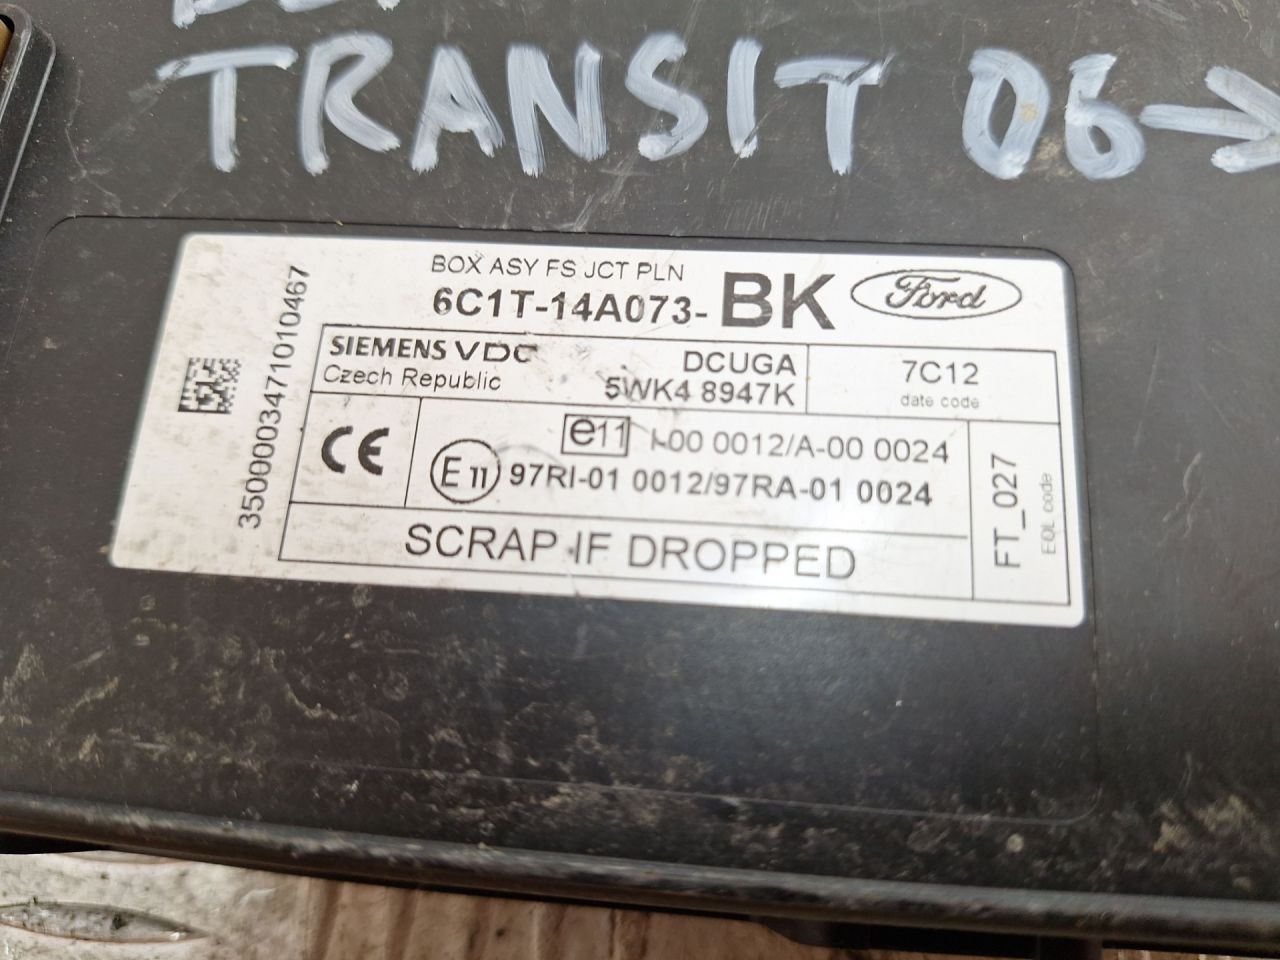 TRANSIT 06→
BOX ASY FS JCT PLN
6C1T-14A073-BK
Ford
SIEMENS VDO
Czech Republic
DCUGA
5WK4 8947K
7C12
date code
3500003471010467
CE
e11 I-00 0012/A-00 0024
E11 97RI-01 0012/97RA-01 0024
FT_027
EQL code
SCRAP IF DROPPED